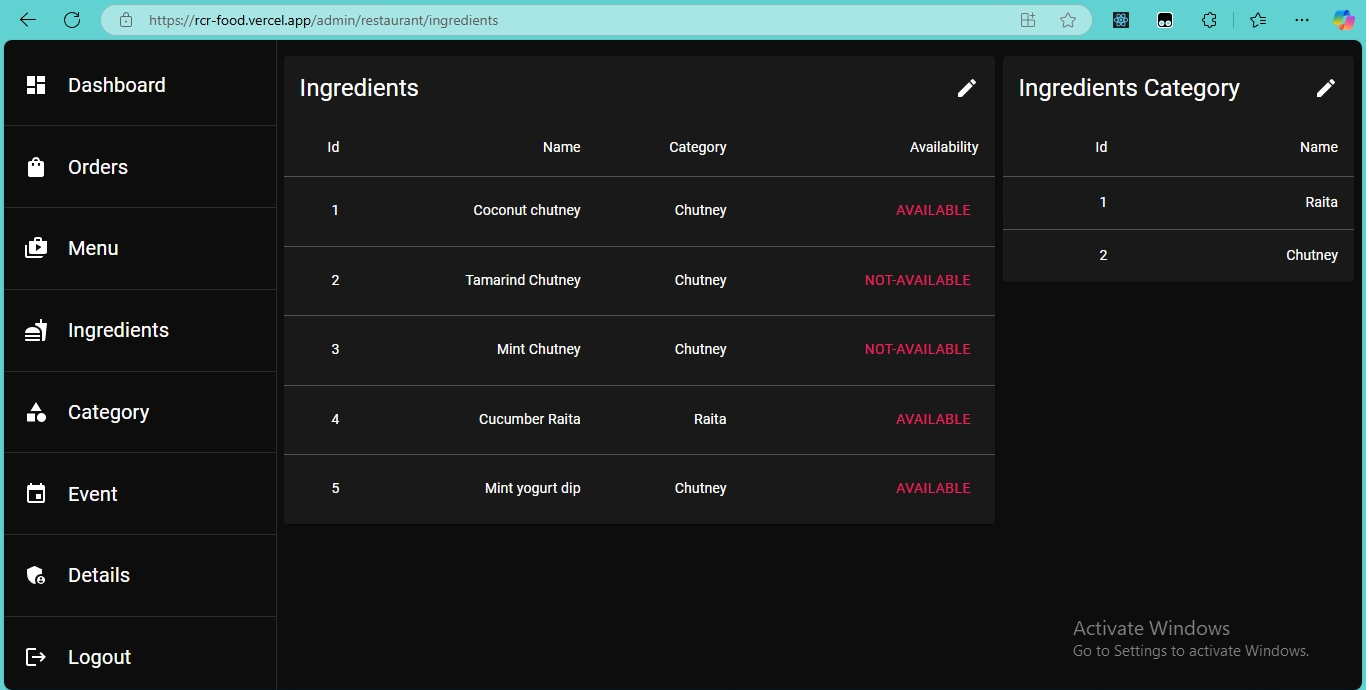 https://rcr-food.vercel.app/admin/restaurant/ingredients
Dashboard
Orders
Menu
Ingredients
Category
Event
Details
Logout
Ingredients
Id Name Category Availability
1 Coconut chutney Chutney AVAILABLE
2 Tamarind Chutney Chutney NOT-AVAILABLE
3 Mint Chutney Chutney NOT-AVAILABLE
4 Cucumber Raita Raita AVAILABLE
5 Mint yogurt dip Chutney AVAILABLE
Ingredients Category
Id Name
1 Raita
2 Chutney
Activate Windows
Go to Settings to activate Windows.